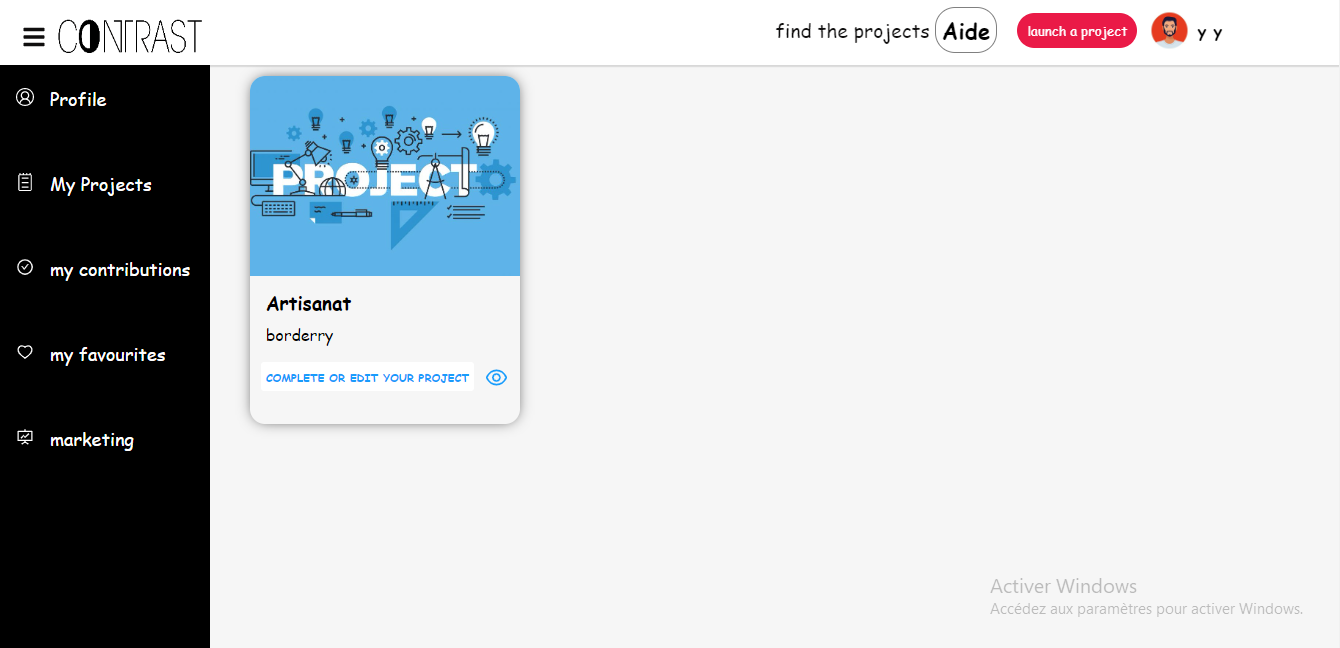 CONTRAST
find the projects Aide launch a project y y
Profile
My Projects
my contributions
my favourites
marketing
PROJECT
Artisanat
borderry
COMPLETE OR EDIT YOUR PROJECT
Activer Windows
Accédez aux paramètres pour activer Windows.